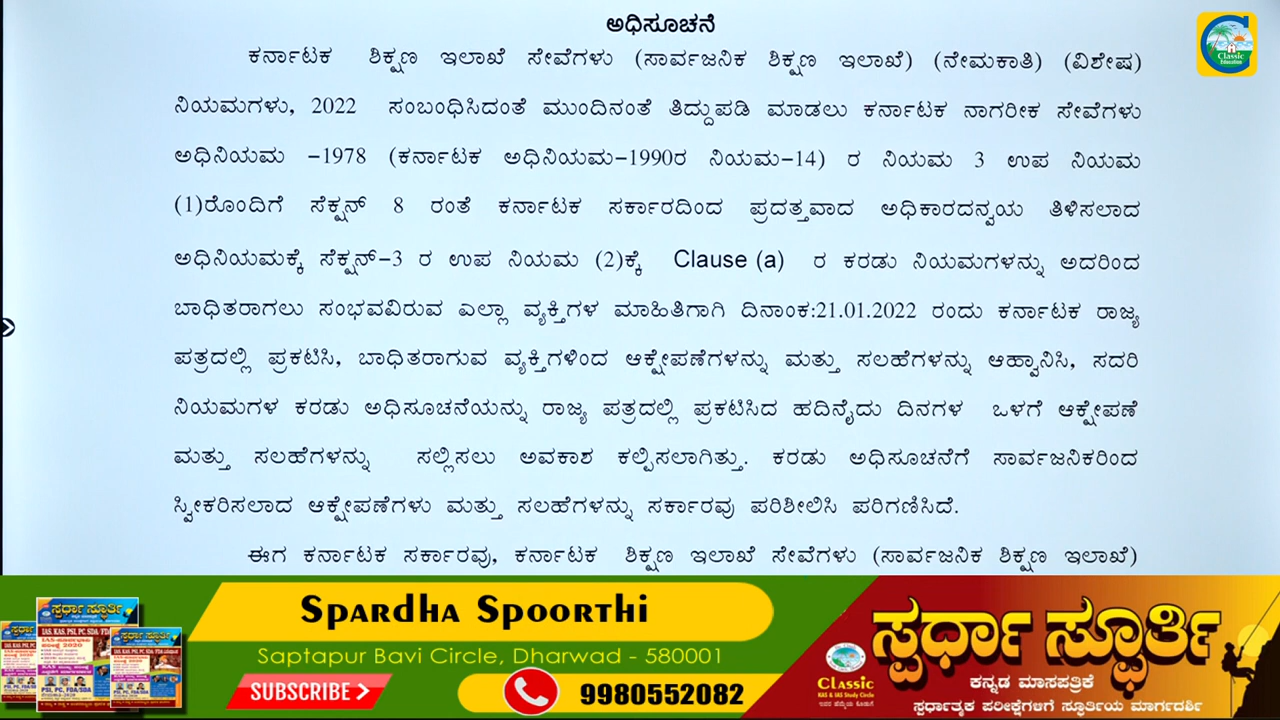 ಅಧಿಸೂಚನೆ
ಕರ್ನಾಟಕ ಶಿಕ್ಷಣ ಇಲಾಖೆ ಸೇವೆಗಳು (ಸಾರ್ವಜನಿಕ ಶಿಕ್ಷಣ ಇಲಾಖೆ) (ನೇಮಕಾತಿ) (ವಿಶೇಷ)
ನಿಯಮಗಳು, 2022 ಸಂಬಂಧಿಸಿದಂತೆ ಮುಂದಿನಂತೆ ತಿದ್ದುಪಡಿ ಮಾಡಲು ಕರ್ನಾಟಕ ನಾಗರೀಕ ಸೇವೆಗಳು
ಅಧಿನಿಯಮ –1978 (ಕರ್ನಾಟಕ ಅಧಿನಿಯಮ–1990ರ ನಿಯಮ–14) ರ ನಿಯಮ 3 ಉಪ ನಿಯಮ
(1)ರೊಂದಿಗೆ ಸೆಕ್ಷನ್ 8 ರಂತೆ ಕರ್ನಾಟಕ ಸರ್ಕಾರದಿಂದ ಪ್ರದತ್ತವಾದ ಅಧಿಕಾರದನ್ವಯ ತಿಳಿಸಲಾದ
ಅಧಿನಿಯಮಕ್ಕೆ ಸೆಕ್ಷನ್–3 ರ ಉಪ ನಿಯಮ (2)ಕ್ಕೆ Clause (a) ರ ಕರಡು ನಿಯಮಗಳನ್ನು ಅದರಿಂದ
ಬಾಧಿತರಾಗಲು ಸಂಭವವಿರುವ ಎಲ್ಲಾ ವ್ಯಕ್ತಿಗಳ ಮಾಹಿತಿಗಾಗಿ ದಿನಾಂಕ:21.01.2022 ರಂದು ಕರ್ನಾಟಕ ರಾಜ್ಯ
ಪತ್ರದಲ್ಲಿ ಪ್ರಕಟಿಸಿ, ಬಾಧಿತರಾಗುವ ವ್ಯಕ್ತಿಗಳಿಂದ ಆಕ್ಷೇಪಣೆಗಳನ್ನು ಮತ್ತು ಸಲಹೆಗಳನ್ನು ಆಹ್ವಾನಿಸಿ, ಸದರಿ
ನಿಯಮಗಳ ಕರಡು ಅಧಿಸೂಚನೆಯನ್ನು ರಾಜ್ಯ ಪತ್ರದಲ್ಲಿ ಪ್ರಕಟಿಸಿದ ಹದಿನೈದು ದಿನಗಳ ಒಳಗೆ ಆಕ್ಷೇಪಣೆ
ಮತ್ತು ಸಲಹೆಗಳನ್ನು ಸಲ್ಲಿಸಲು ಅವಕಾಶ ಕಲ್ಪಿಸಲಾಗಿತ್ತು. ಕರಡು ಅಧಿಸೂಚನೆಗೆ ಸಾರ್ವಜನಿಕರಿಂದ
ಸ್ವೀಕರಿಸಲಾದ ಆಕ್ಷೇಪಣೆಗಳು ಮತ್ತು ಸಲಹೆಗಳನ್ನು ಸರ್ಕಾರವು ಪರಿಶೀಲಿಸಿ ಪರಿಗಣಿಸಿದೆ.
ಈಗ ಕರ್ನಾಟಕ ಸರ್ಕಾರವು, ಕರ್ನಾಟಕ ಶಿಕ್ಷಣ ಇಲಾಖೆ ಸೇವೆಗಳು (ಸಾರ್ವಜನಿಕ ಶಿಕ್ಷಣ ಇಲಾಖೆ)
Classic
Education
Spardha Spoorthi
Saptapur Bavi Circle, Dharwad - 580001
SUBSCRIBE
9980552082
ಸ್ಪರ್ಧಾ ಸ್ಫೂರ್ತಿ
ಕನ್ನಡ ಮಾಸಪತ್ರಿಕೆ
ಸ್ಪರ್ಧಾತ್ಮಕ ಪರೀಕ್ಷೆಗಳಿಗೆ ಸ್ಫೂರ್ತಿಯ ಮಾರ್ಗದರ್ಶಿ
Classic
KAS & IAS Study Circle
ಸ್ಪರ್ಧಾ ಸ್ಫೂರ್ತಿ